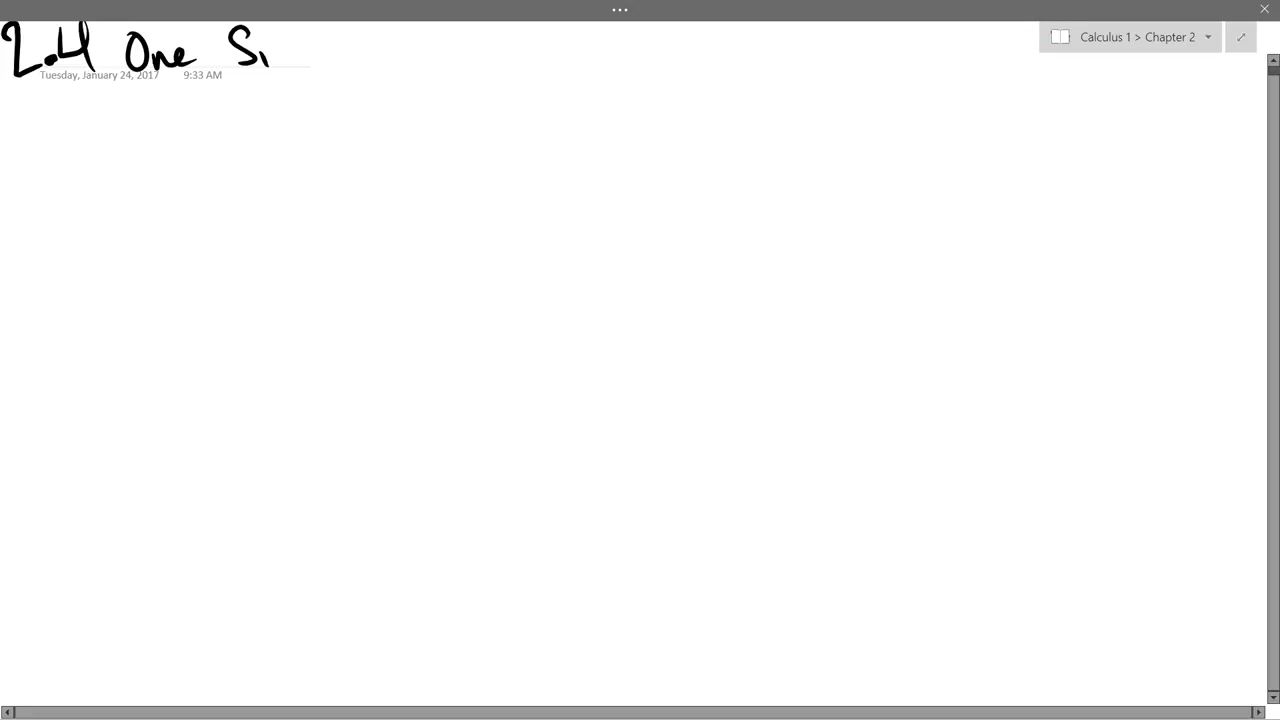 2.4 One Si
Calculus 1 > Chapter 2
Tuesday, January 24, 2017 9:33 AM